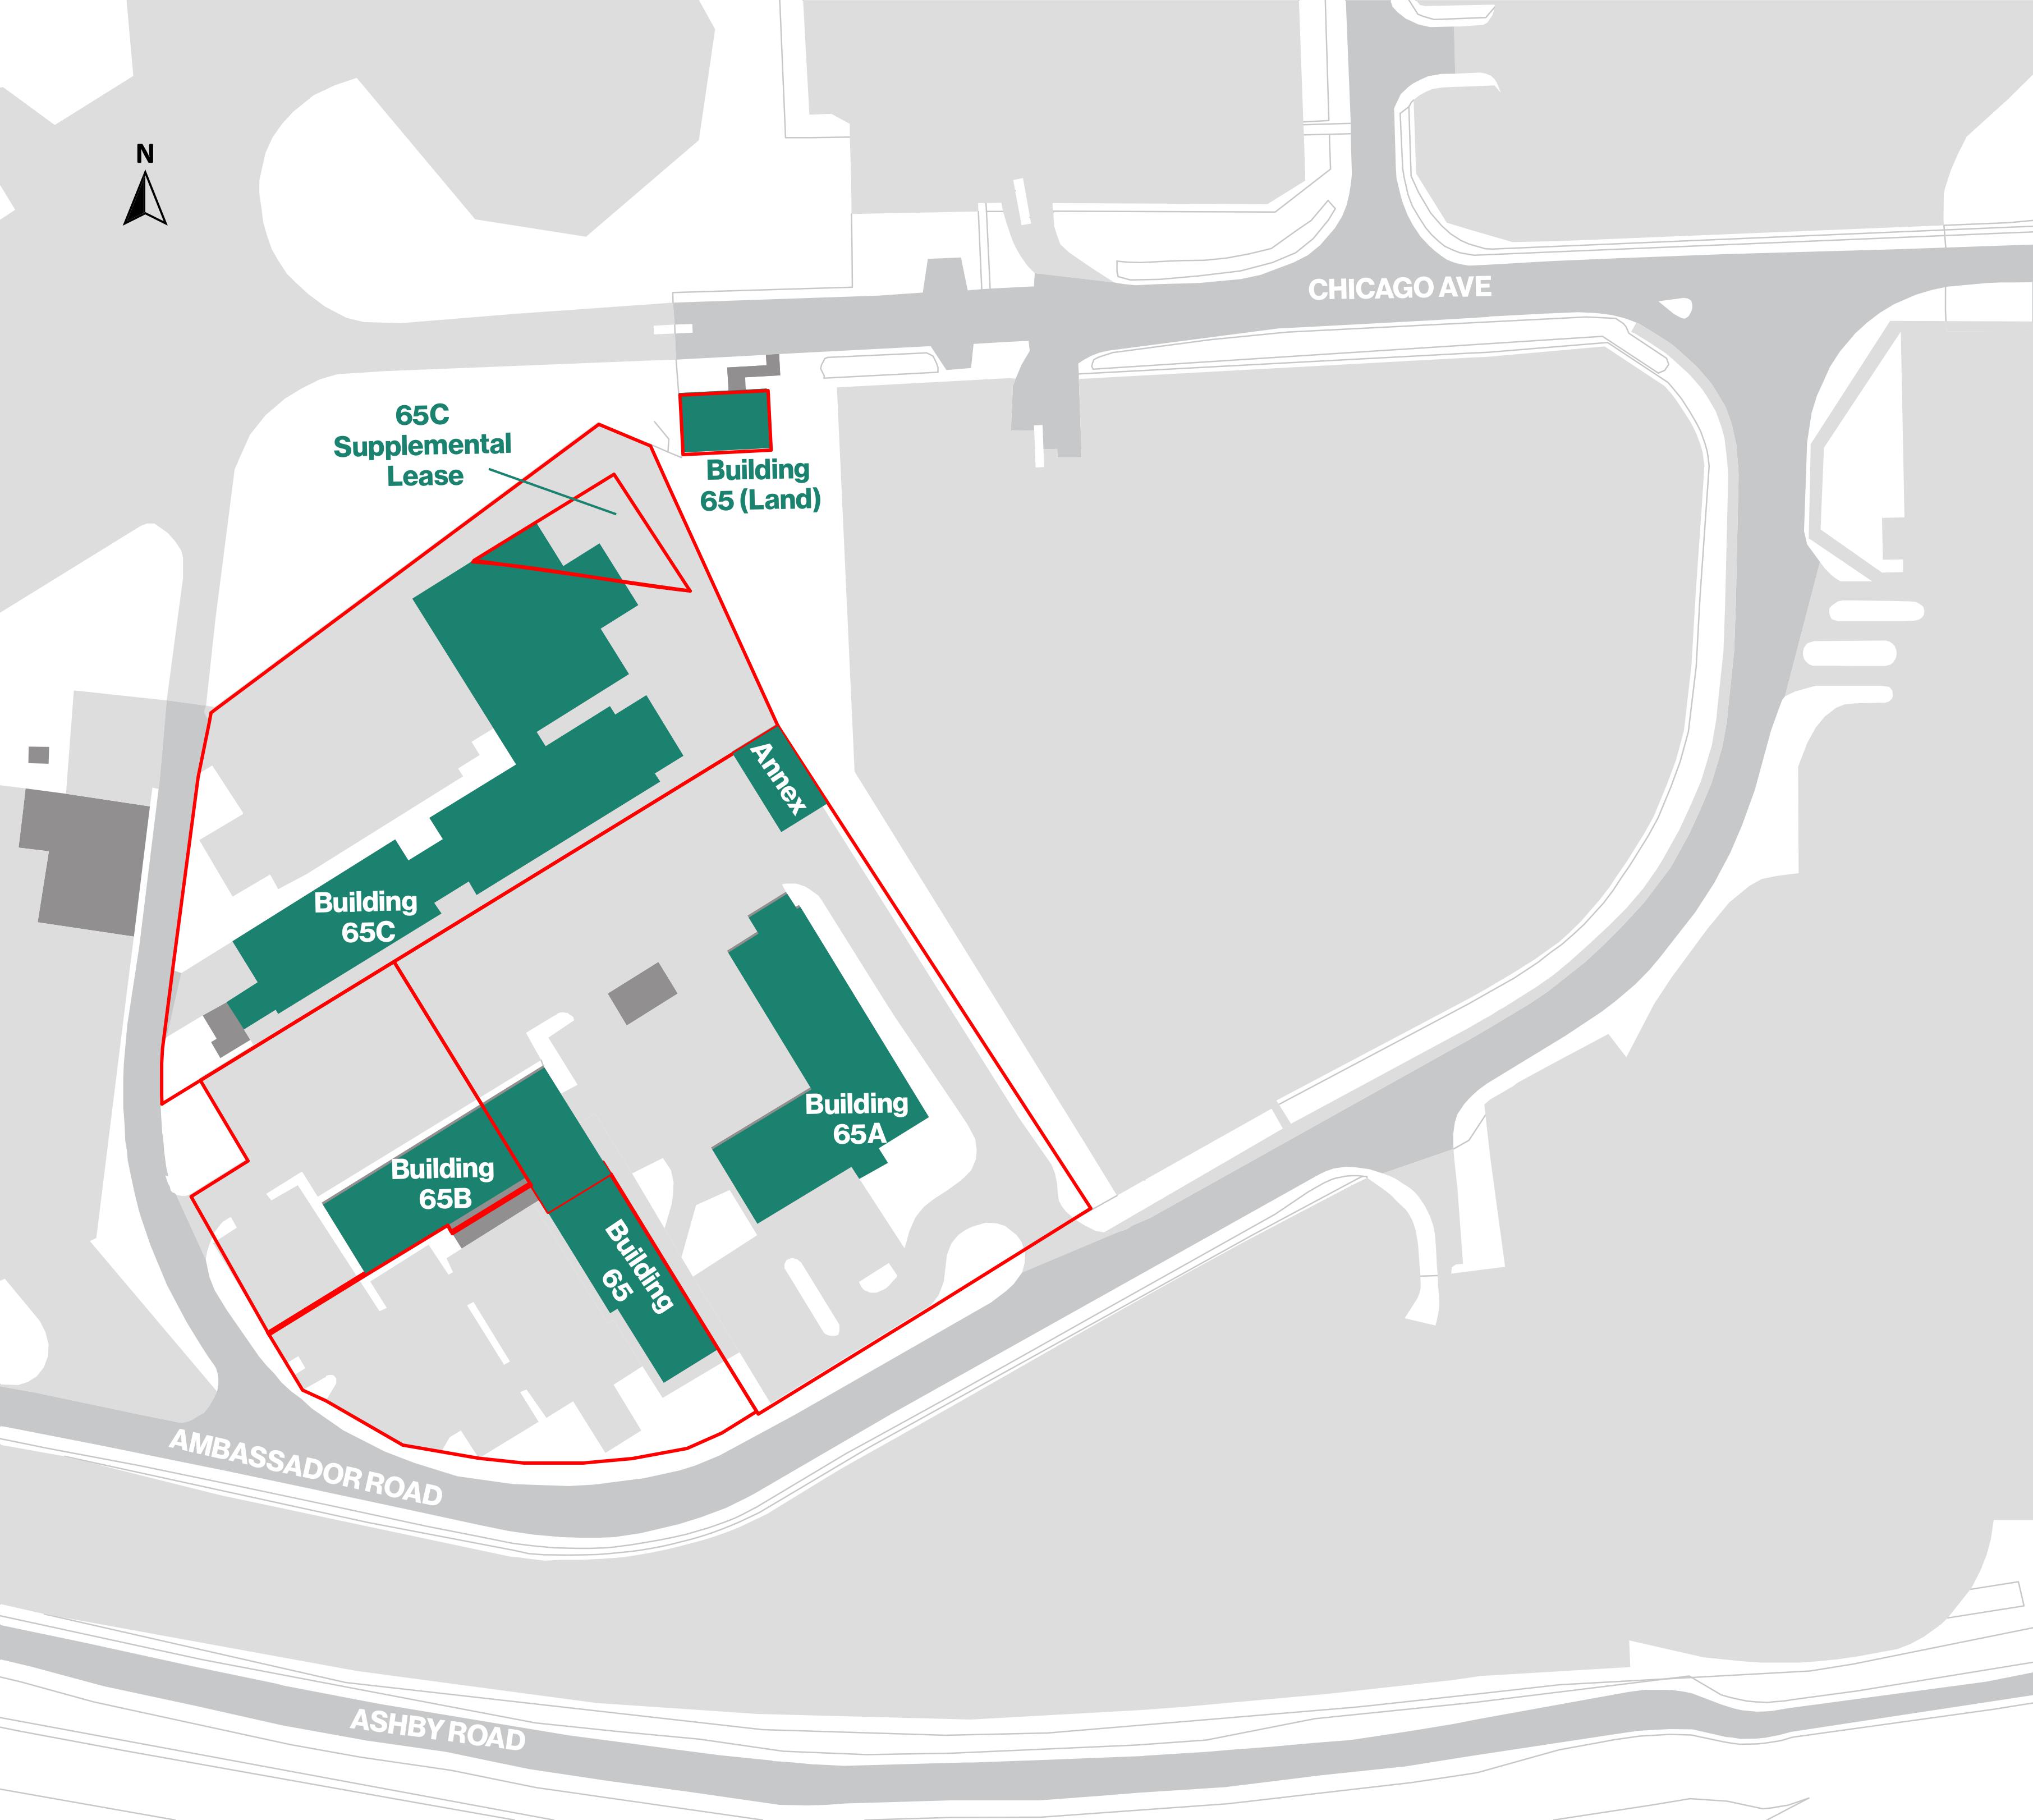 N
CHICAGO AVE
65C
Supplemental
Lease
Building
65 (Land)
Annex
Building
65C
Building
65A
Building
65B
Building
65
AMBASSADOR ROAD
ASHBY ROAD